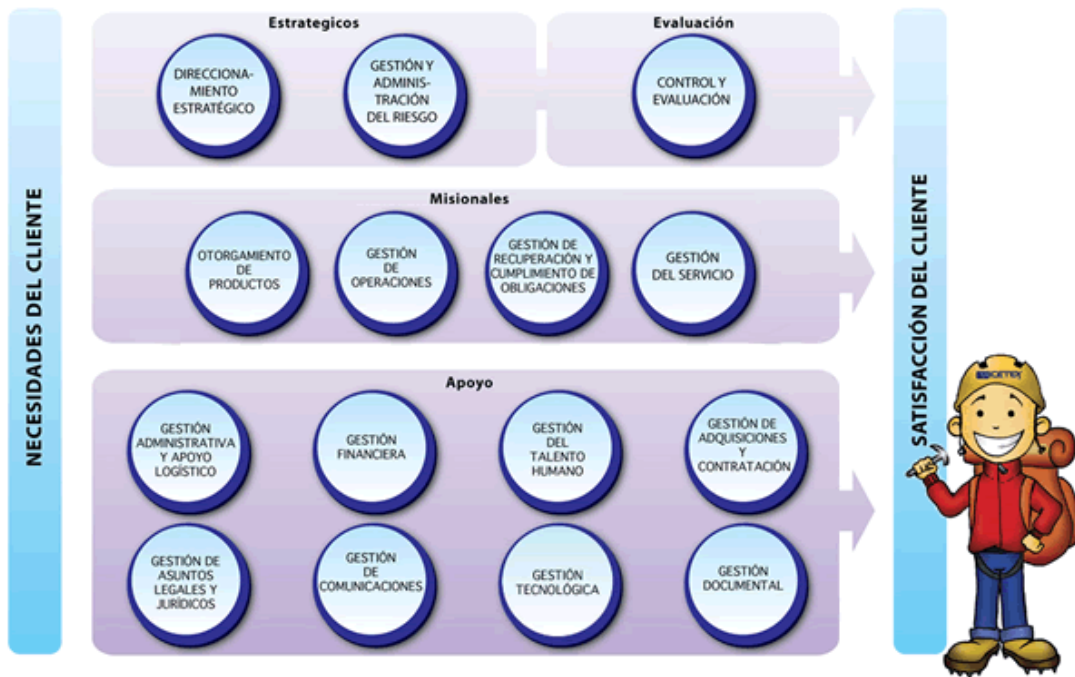 NECESIDADES DEL CLIENTE
Estrategicos
DIRECCIONA-
MIENTO
ESTRATÉGICO
GESTIÓN Y
ADMINIS-
TRACIÓN
DEL RIESGO
Evaluación
CONTROL Y
EVALUACIÓN
Misionales
OTORGAMIENTO
DE
PRODUCTOS
GESTIÓN
DE
OPERACIONES
GESTIÓN DE
RECUPERACIÓN Y
CUMPLIMIENTO DE
OBLIGACIONES
GESTIÓN
DEL SERVICIO
Apoyo
GESTIÓN
ADMINISTRATIVA
Y APOYO
LOGÍSTICO
GESTIÓN
FINANCIERA
GESTIÓN
DEL
TALENTO
HUMANO
GESTIÓN DE
ADQUISICIONES
Y
CONTRATACIÓN
GESTIÓN DE
ASUNTOS
LEGALES Y
JURÍDICOS
GESTIÓN
DE
COMUNICACIONES
GESTIÓN
TECNOLÓGICA
GESTIÓN
DOCUMENTAL
SATISFACCIÓN DEL CLIENTE